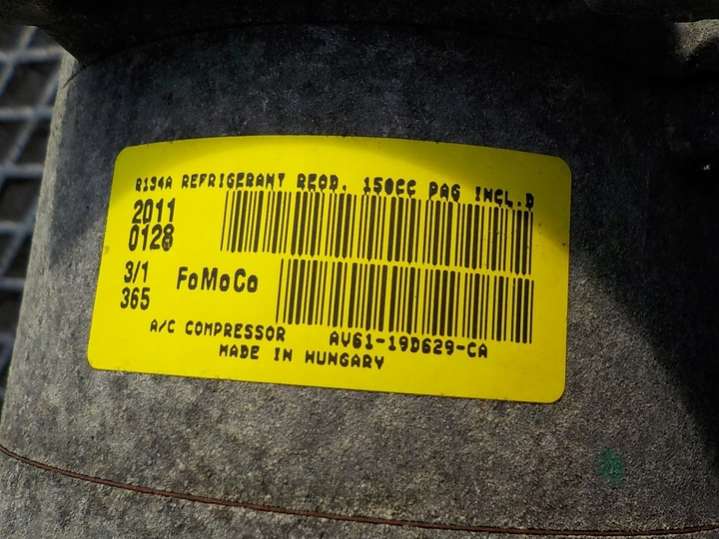 R134A REFRIGERANT REQD. 150CC PAG INCL.D
2011
0128
3/1
365
FoMoCo
A/C COMPRESSOR AV61-19D629-CA
MADE IN HUNGARY